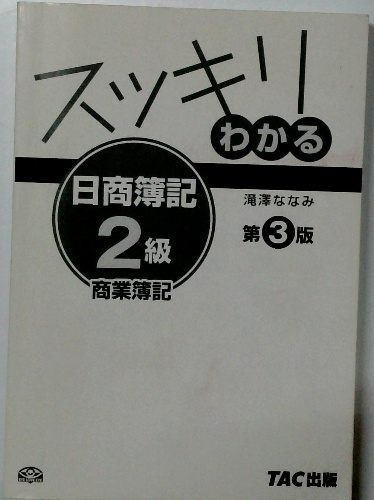 スッキリ
わかる
日商簿記
2級
商業簿記
滝澤ななみ
第3版
TAC出版